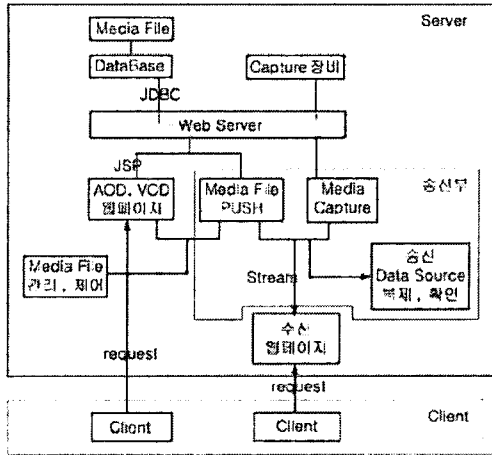 Server
Media File
DataBase
Capture 장비
JDBC
Web Server
JSP
AOD, VCD
웹페이지
Media File
PUSH
Media
Capture
송신부
Media File
관리, 제어
Stream
송신
Data Source
복제, 확인
수신
웹페이지
request
request
Client
Client
Client